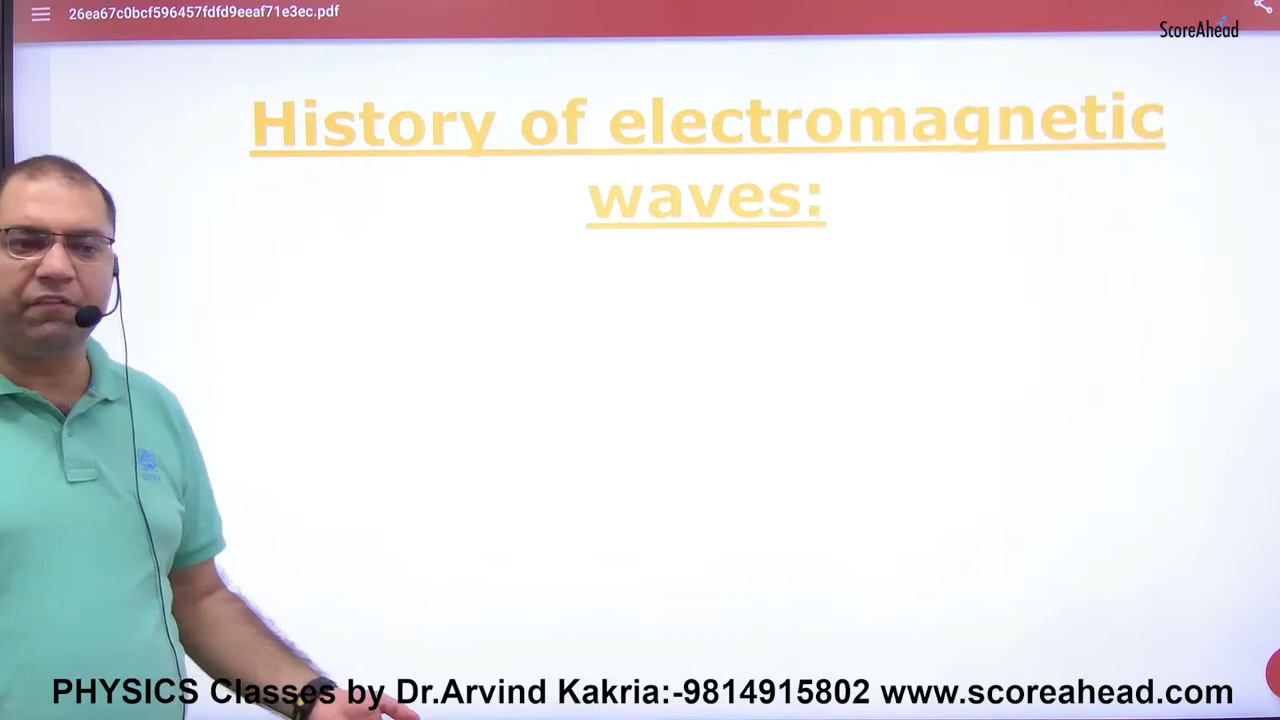 26ea67c0bcf596457fdfd9eeaf71e3ec.pdf
ScoreAhead
History of electromagnetic
waves:
PHYSICS Classes by Dr.Arvind Kakria:-9814915802 www.scoreahead.com